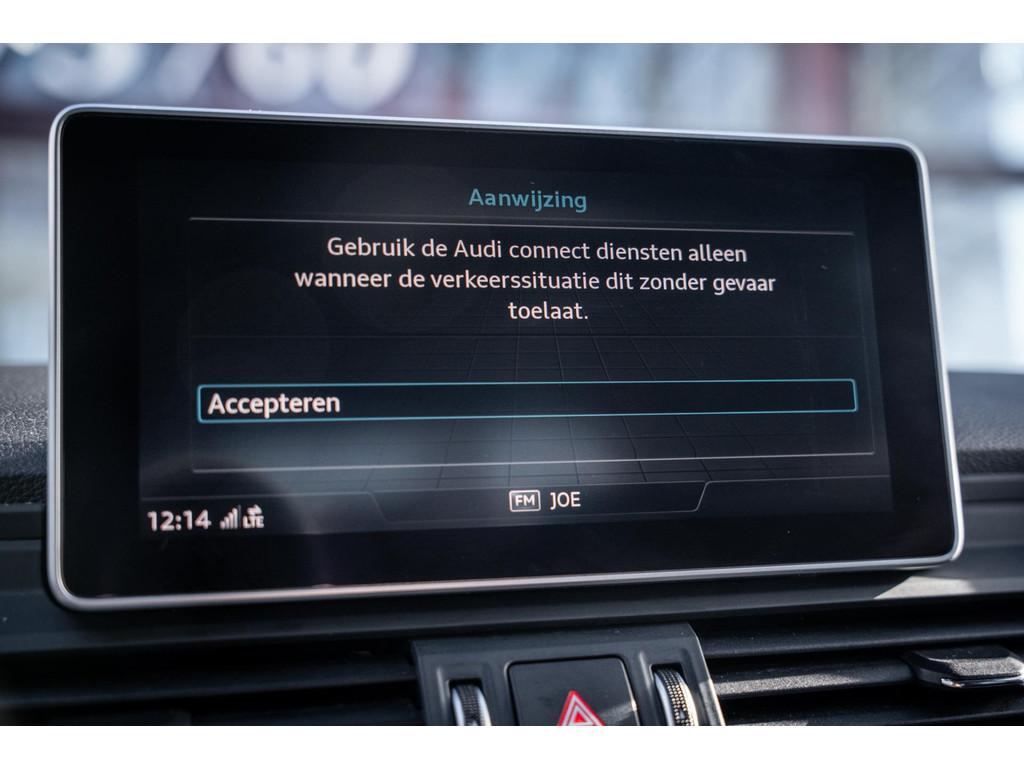 Aanwijzing
Gebruik de Audi connect diensten alleen
wanneer de verkeerssituatie dit zonder gevaar
toelaat.
Accepteren
FM JOE
12:14 LTE